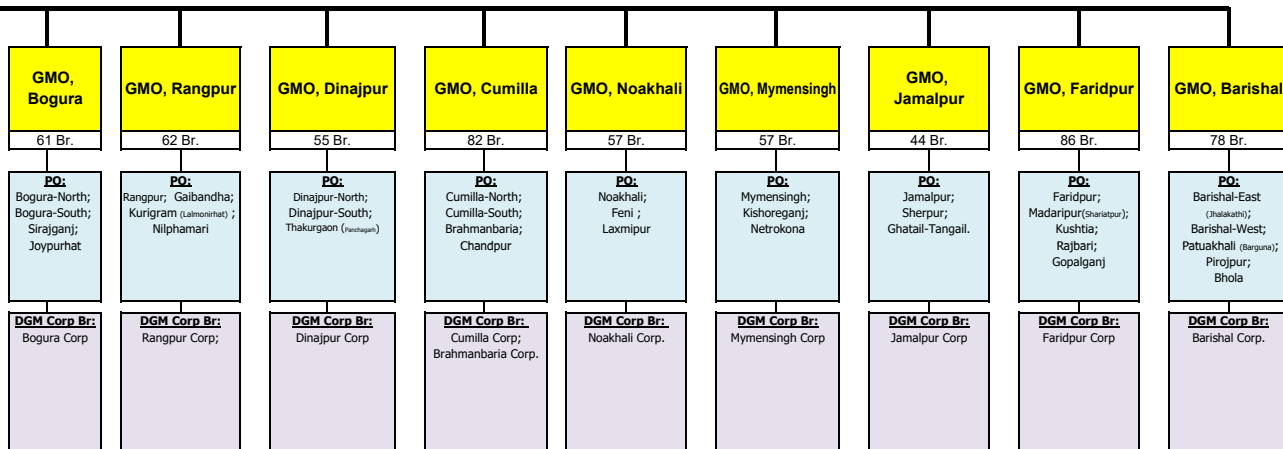 GMO,
Bogura
61 Br.
PO:
Bogura-North;
Bogura-South;
Sirajganj;
Joypurhat
DGM Corp Br:
Bogura Corp
GMO, Rangpur
62 Br.
PO:
Rangpur; Gaibandha;
Kurigram (Lalmonirhat) ;
Nilphamari
DGM Corp Br:
Rangpur Corp;
GMO, Dinajpur
55 Br.
PO:
Dinajpur-North;
Dinajpur-South;
Thakurgaon (Panchagarh)
DGM Corp Br:
Dinajpur Corp
GMO, Cumilla
82 Br.
PO:
Cumilla-North;
Cumilla-South;
Brahmanbaria;
Chandpur
DGM Corp Br:
Cumilla Corp;
Brahmanbaria Corp.
GMO, Noakhali
57 Br.
PO:
Noakhali;
Feni ;
Laxmipur
DGM Corp Br:
Noakhali Corp.
GMO, Mymensingh
57 Br.
PO:
Mymensingh;
Kishoreganj;
Netrokona
DGM Corp Br:
Mymensingh Corp
GMO,
Jamalpur
44 Br.
PO:
Jamalpur;
Sherpur;
Ghatail-Tangail.
DGM Corp Br:
Jamalpur Corp
GMO, Faridpur
86 Br.
PO:
Faridpur;
Madaripur(Shariatpur);
Kushtia;
Rajbari;
Gopalganj
DGM Corp Br:
Faridpur Corp
GMO, Barishal
78 Br.
PO:
Barishal-East
(Jhalakathi);
Barishal-West;
Patuakhali (Barguna);
Pirojpur;
Bhola
DGM Corp Br:
Barishal Corp.